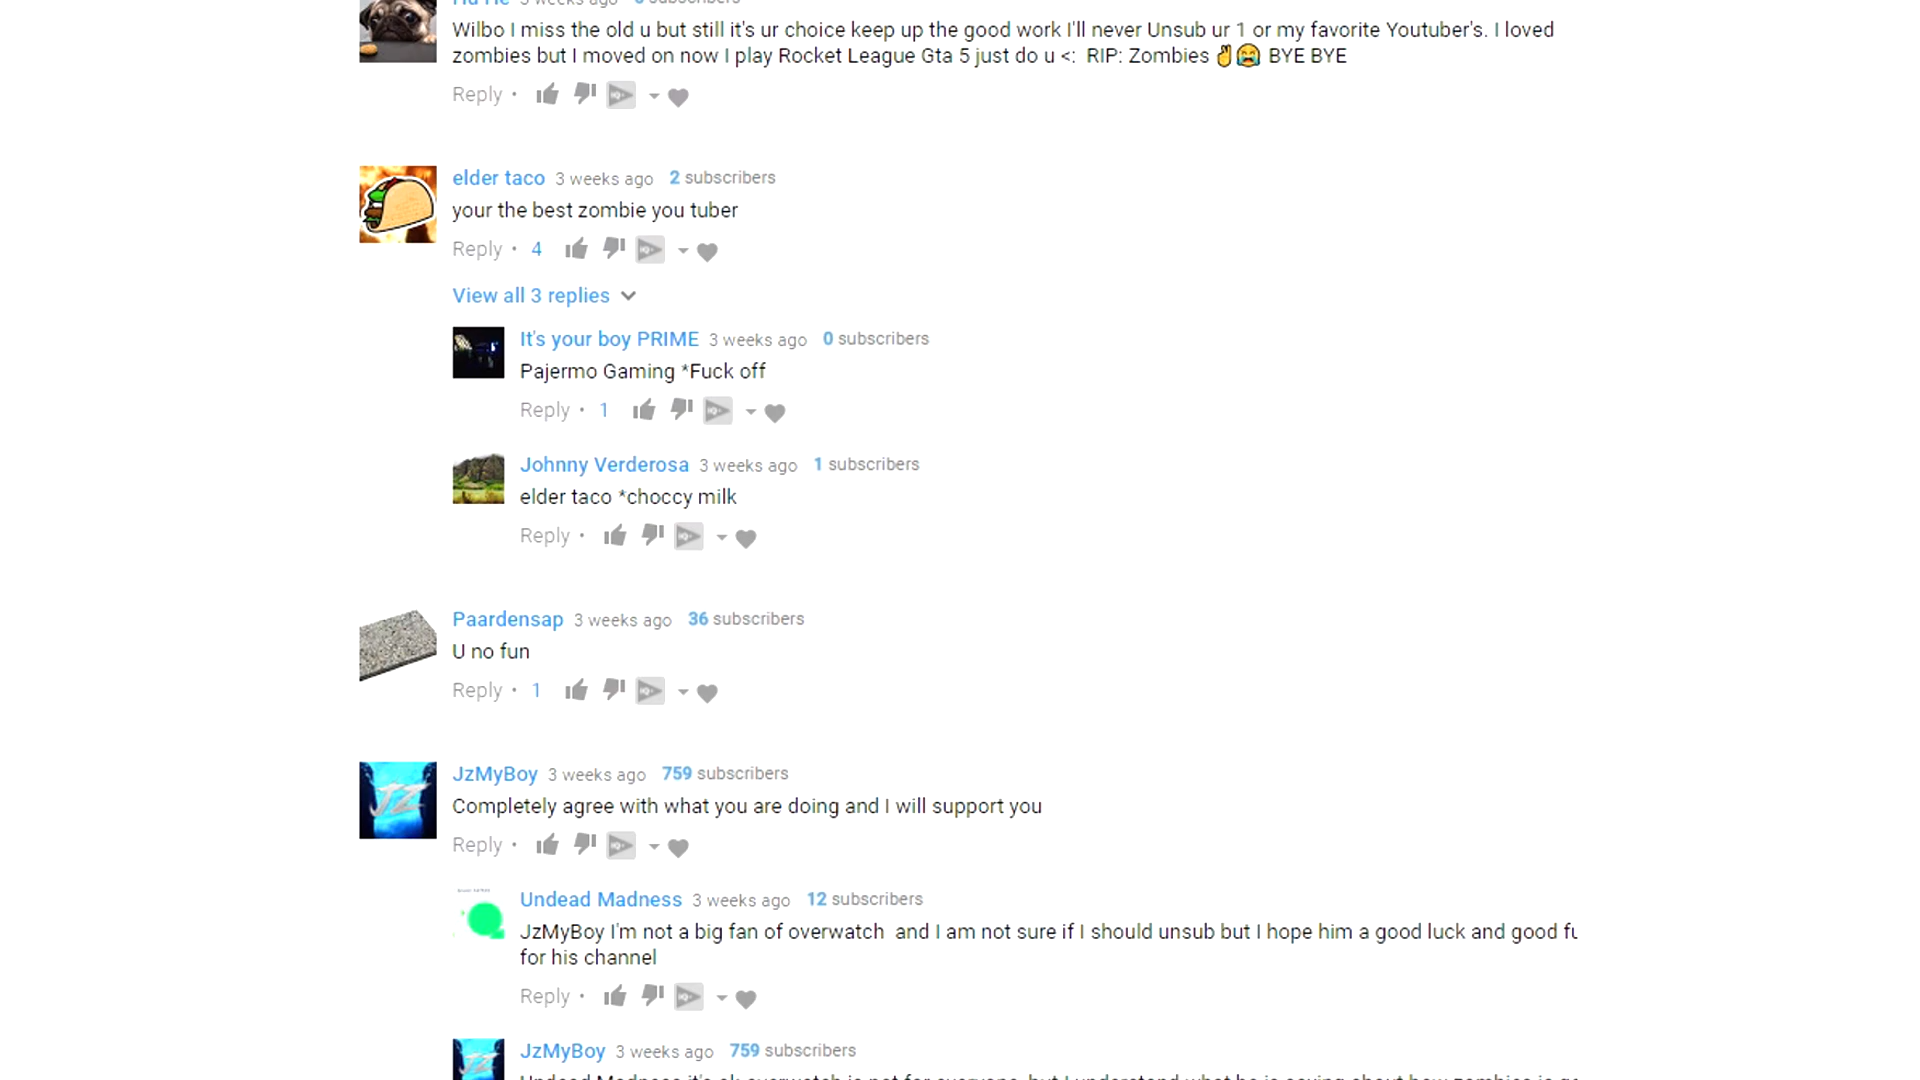 Wilbo I miss the old u but still it's ur choice keep up the good work I'll never Unsub ur 1 or my favorite Youtuber's. I loved
zombies but I moved on now I play Rocket League Gta 5 just do u <: RIP: Zombies ✌😭 BYE BYE
Reply •
elder taco 3 weeks ago 2 subscribers
your the best zombie you tuber
Reply • 4
View all 3 replies
It's your boy PRIME 3 weeks ago 0 subscribers
Pajermo Gaming *Fuck off
Reply • 1
Johnny Verderosa 3 weeks ago 1 subscribers
elder taco *choccy milk
Reply •
Paardensap 3 weeks ago 36 subscribers
U no fun
Reply • 1
JzMyBoy 3 weeks ago 759 subscribers
Completely agree with what you are doing and I will support you
Reply •
Undead Madness 3 weeks ago 12 subscribers
JzMyBoy I'm not a big fan of overwatch and I am not sure if I should unsub but I hope him a good luck and good
for his channel
Reply •
JzMyBoy 3 weeks ago 759 subscribers